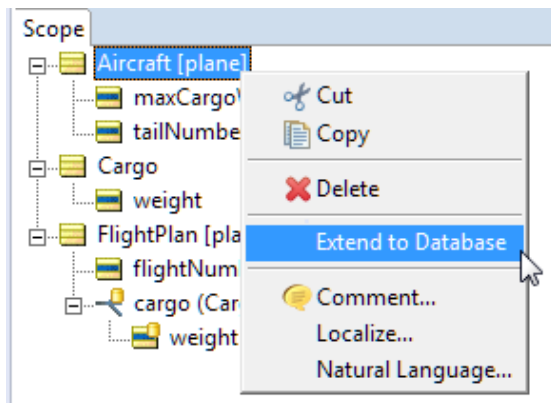 Scope
Aircraft [plane]
maxCargo
tailNumbe
Cargo
weight
FlightPlan [pla
flightNum
cargo (Car
weight
Cut
Copy
Delete
Extend to Database
Comment...
Localize...
Natural Language...